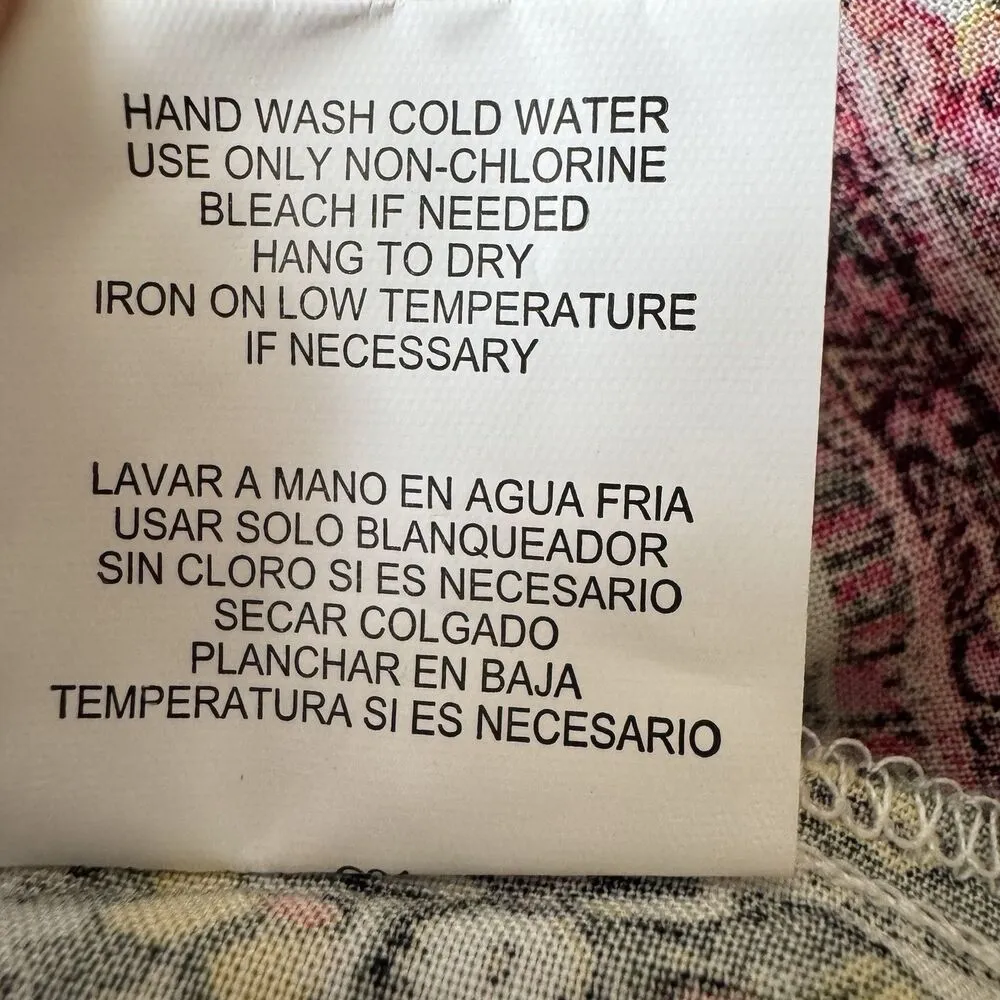 HAND WASH COLD WATER
USE ONLY NON-CHLORINE
BLEACH IF NEEDED
HANG TO DRY
IRON ON LOW TEMPERATURE
IF NECESSARY
LAVAR A MANO EN AGUA FRIA
USAR SOLO BLANQUEADOR
SIN CLORO SI ES NECESARIO
SECAR COLGADO
PLANCHAR EN BAJA
TEMPERATURA SI ES NECESARIO